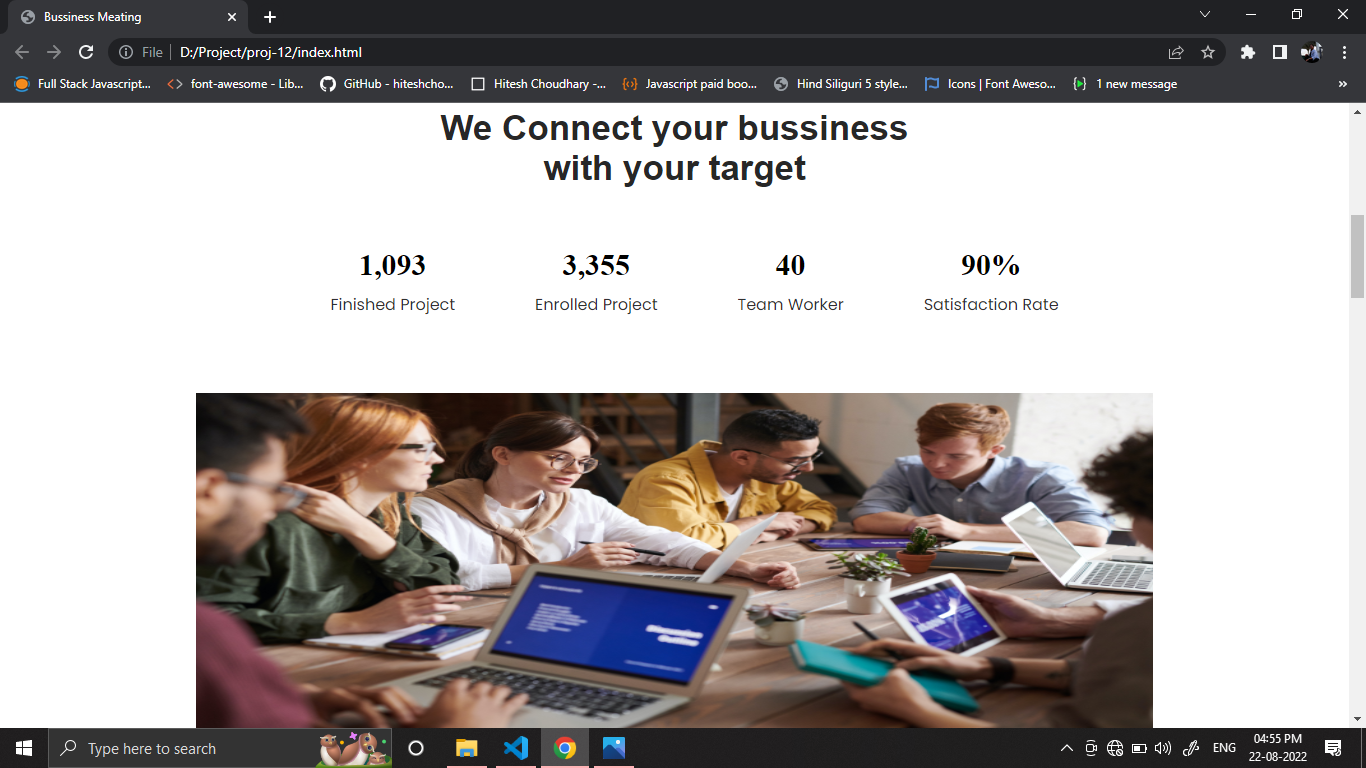 Bussiness Meating
File
D:/Project/proj-12/index.html
Full Stack Javascript...
font-awesome - Lib...
GitHub - hiteshcho...
Hitesh Choudhary -...
Javascript paid boo...
Hind Siliguri 5 style...
Icons | Font Aweso...
1 new message
»
We Connect your bussiness
with your target
1,093
3,355
40
90%
Finished Project
Enrolled Project
Team Worker
Satisfaction Rate
Type here to search
ENG
04:55 PM
22-08-2022